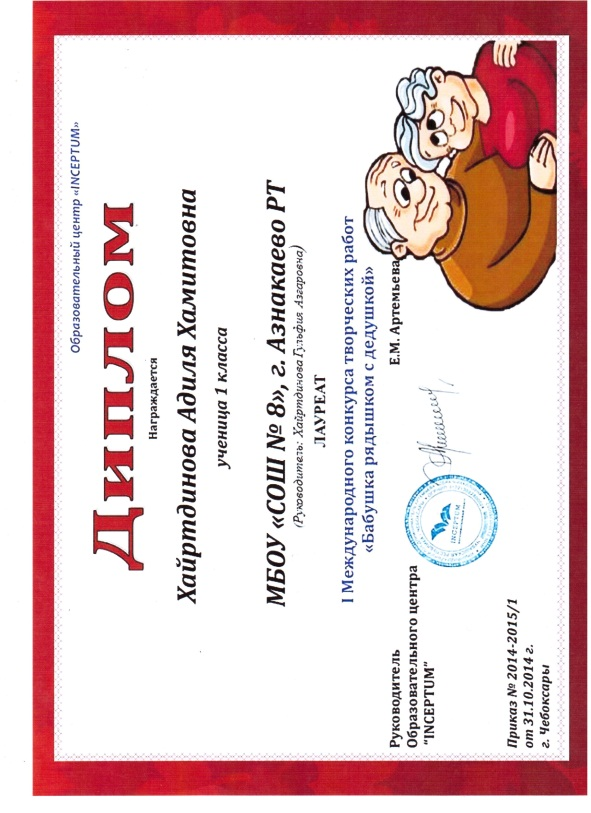 Образовательный центр «INCEPTUM»
Диплом
Награждается
Хайртдинова Адиля Хамитовна
ученица 1 класса
МБОУ «СОШ № 8», г. Азнакаево РТ
(Руководитель: Хайртдинова Гульфия Азгаровна)
ЛАУРЕАТ
I Международного конкурса творческих работ
«Бабушка рядышком с дедушкой»
Руководитель
Образовательного центра
"INCEPTUM"
Е.М. Артемьева
INCEPTUM
Приказ № 2014-2015/1
от 31.10.2014 г.
г. Чебоксары